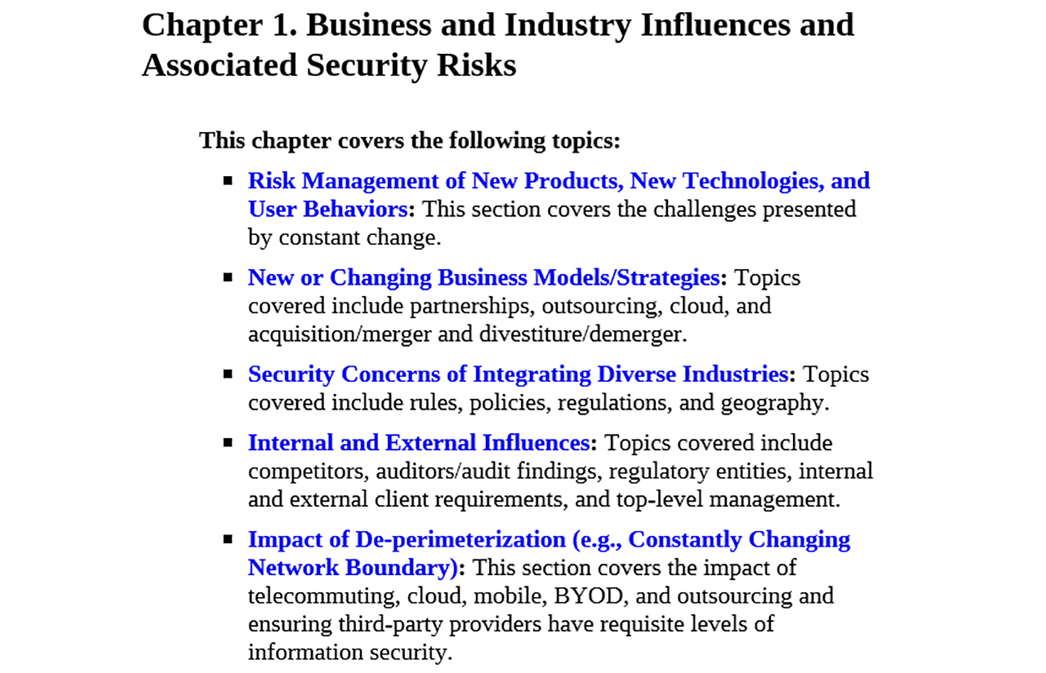 Chapter 1. Business and Industry Influences and
Associated Security Risks
This chapter covers the following topics:
▪ Risk Management of New Products, New Technologies, and
User Behaviors: This section covers the challenges presented
by constant change.
▪ New or Changing Business Models/Strategies: Topics
covered include partnerships, outsourcing, cloud, and
acquisition/merger and divestiture/demerger.
▪ Security Concerns of Integrating Diverse Industries: Topics
covered include rules, policies, regulations, and geography.
▪ Internal and External Influences: Topics covered include
competitors, auditors/audit findings, regulatory entities, internal
and external client requirements, and top-level management.
▪ Impact of De-perimeterization (e.g., Constantly Changing
Network Boundary): This section covers the impact of
telecommuting, cloud, mobile, BYOD, and outsourcing and
ensuring third-party providers have requisite levels of
information security.